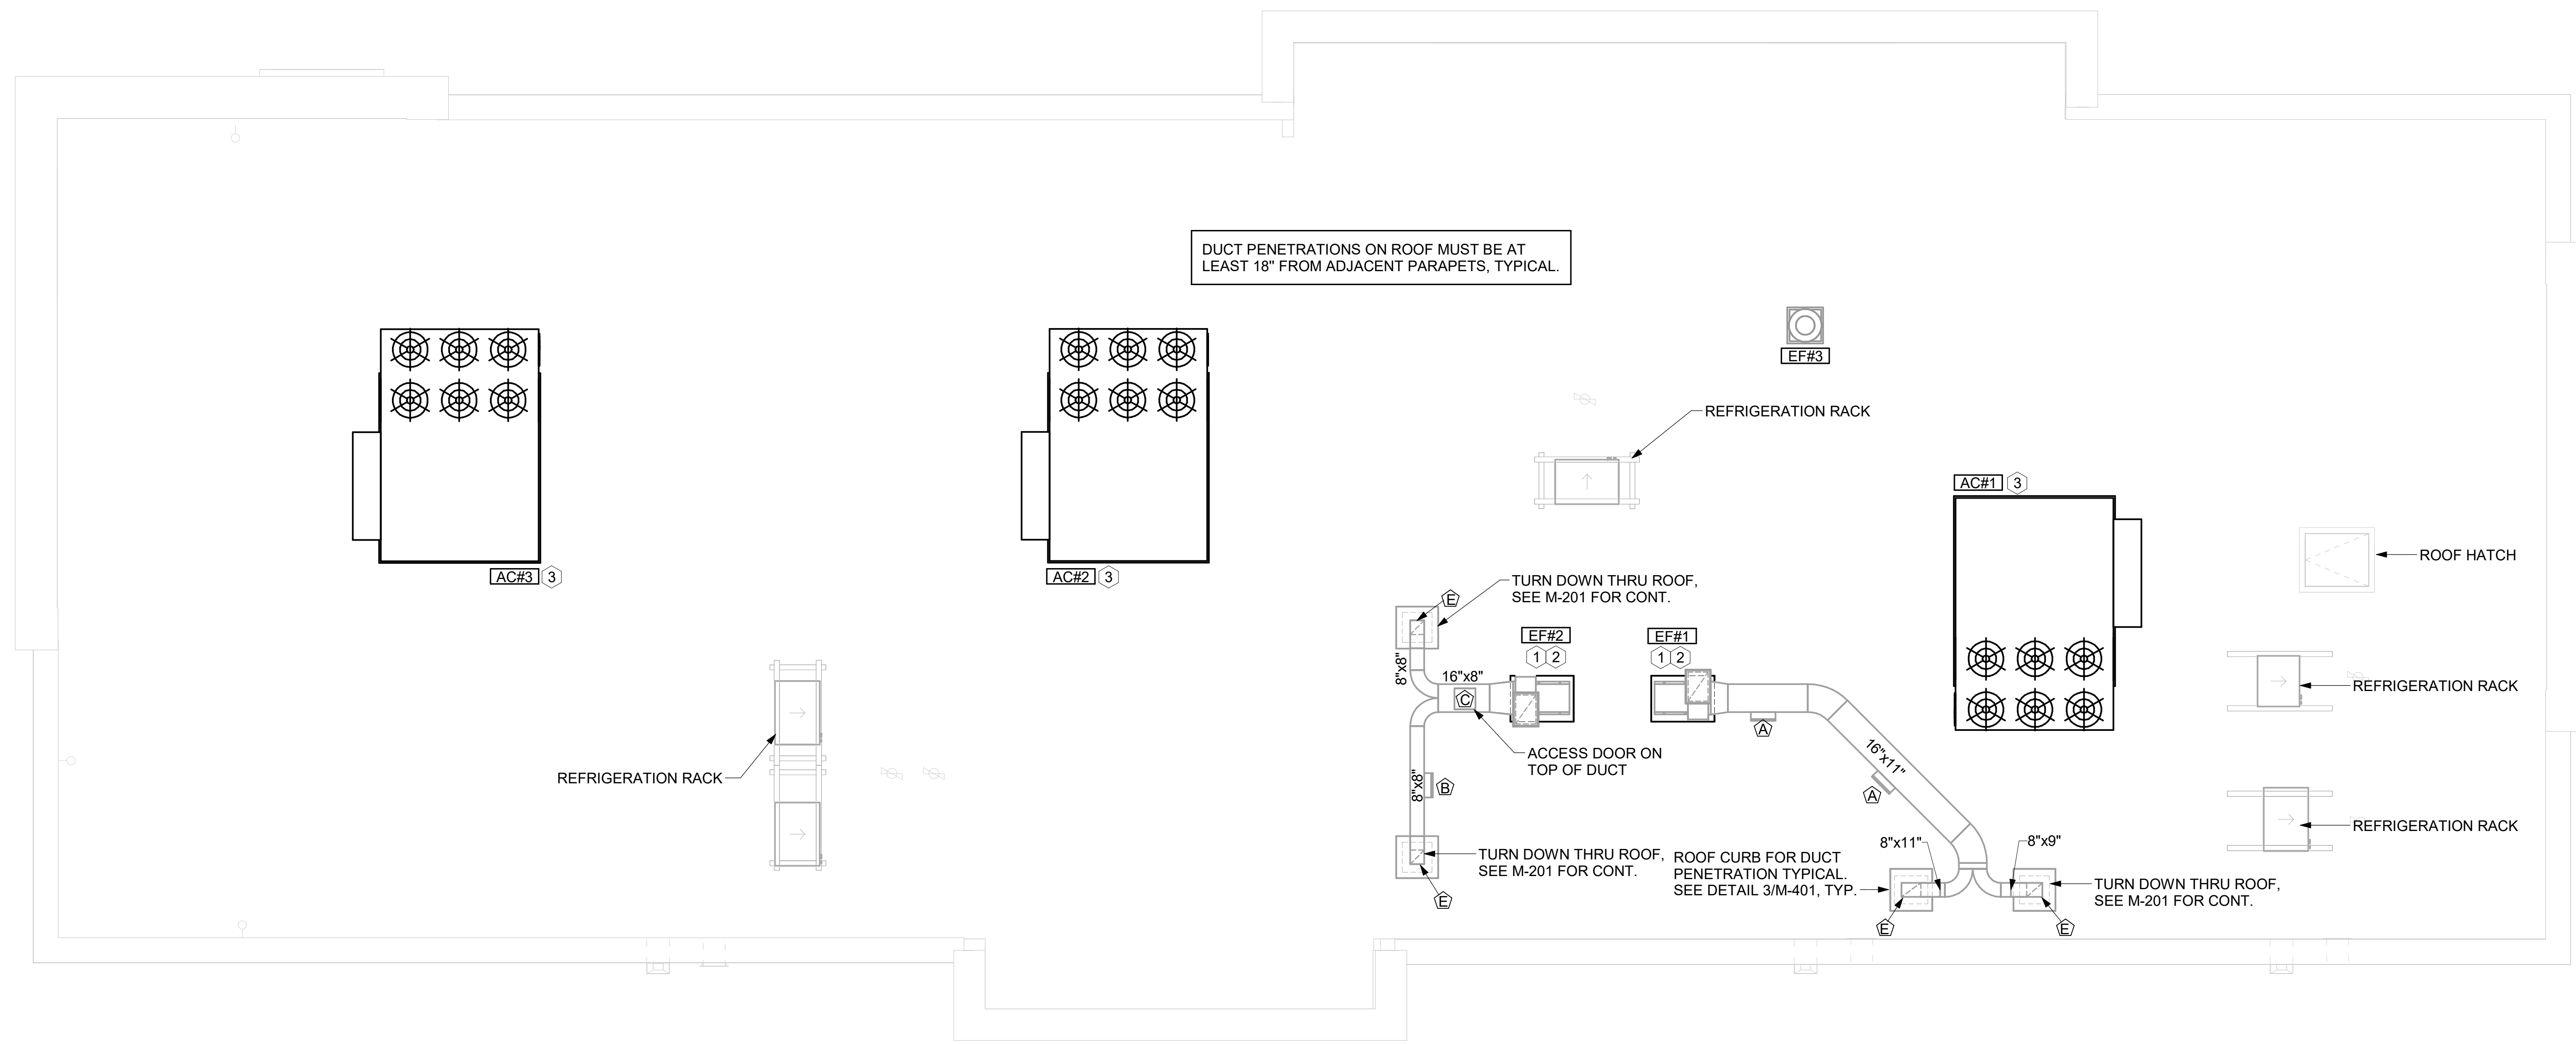 DUCT PENETRATIONS ON ROOF MUST BE AT
LEAST 18" FROM ADJACENT PARAPETS, TYPICAL.
EF#3
REFRIGERATION RACK
AC#1 3
ROOF HATCH
AC#3 3
AC#2 3
TURN DOWN THRU ROOF,
SEE M-201 FOR CONT.
E
EF#2
1 2
EF#1
1 2
8"x8"
16"x8"
C
A
REFRIGERATION RACK
ACCESS DOOR ON
TOP OF DUCT
16"x11"
REFRIGERATION RACK
8"x8"
B
A
REFRIGERATION RACK
8"x11"
8"x9"
TURN DOWN THRU ROOF,
SEE M-201 FOR CONT.
ROOF CURB FOR DUCT
PENETRATION TYPICAL.
SEE DETAIL 3/M-401, TYP.
TURN DOWN THRU ROOF,
SEE M-201 FOR CONT.
E
E
E